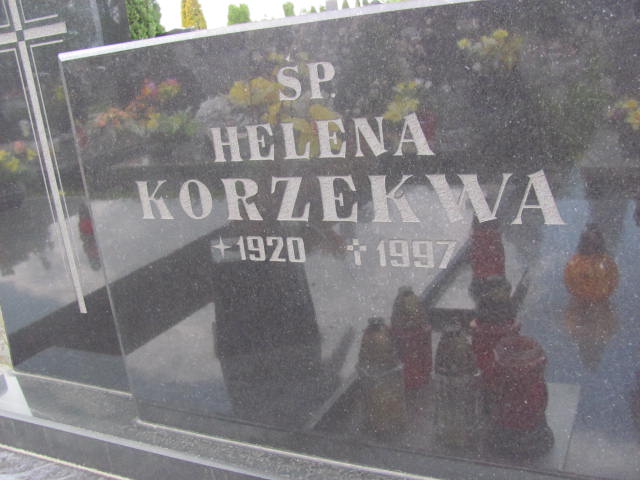 ŚP.
HELENA
KORZEKWA
✦1920 ✝1997